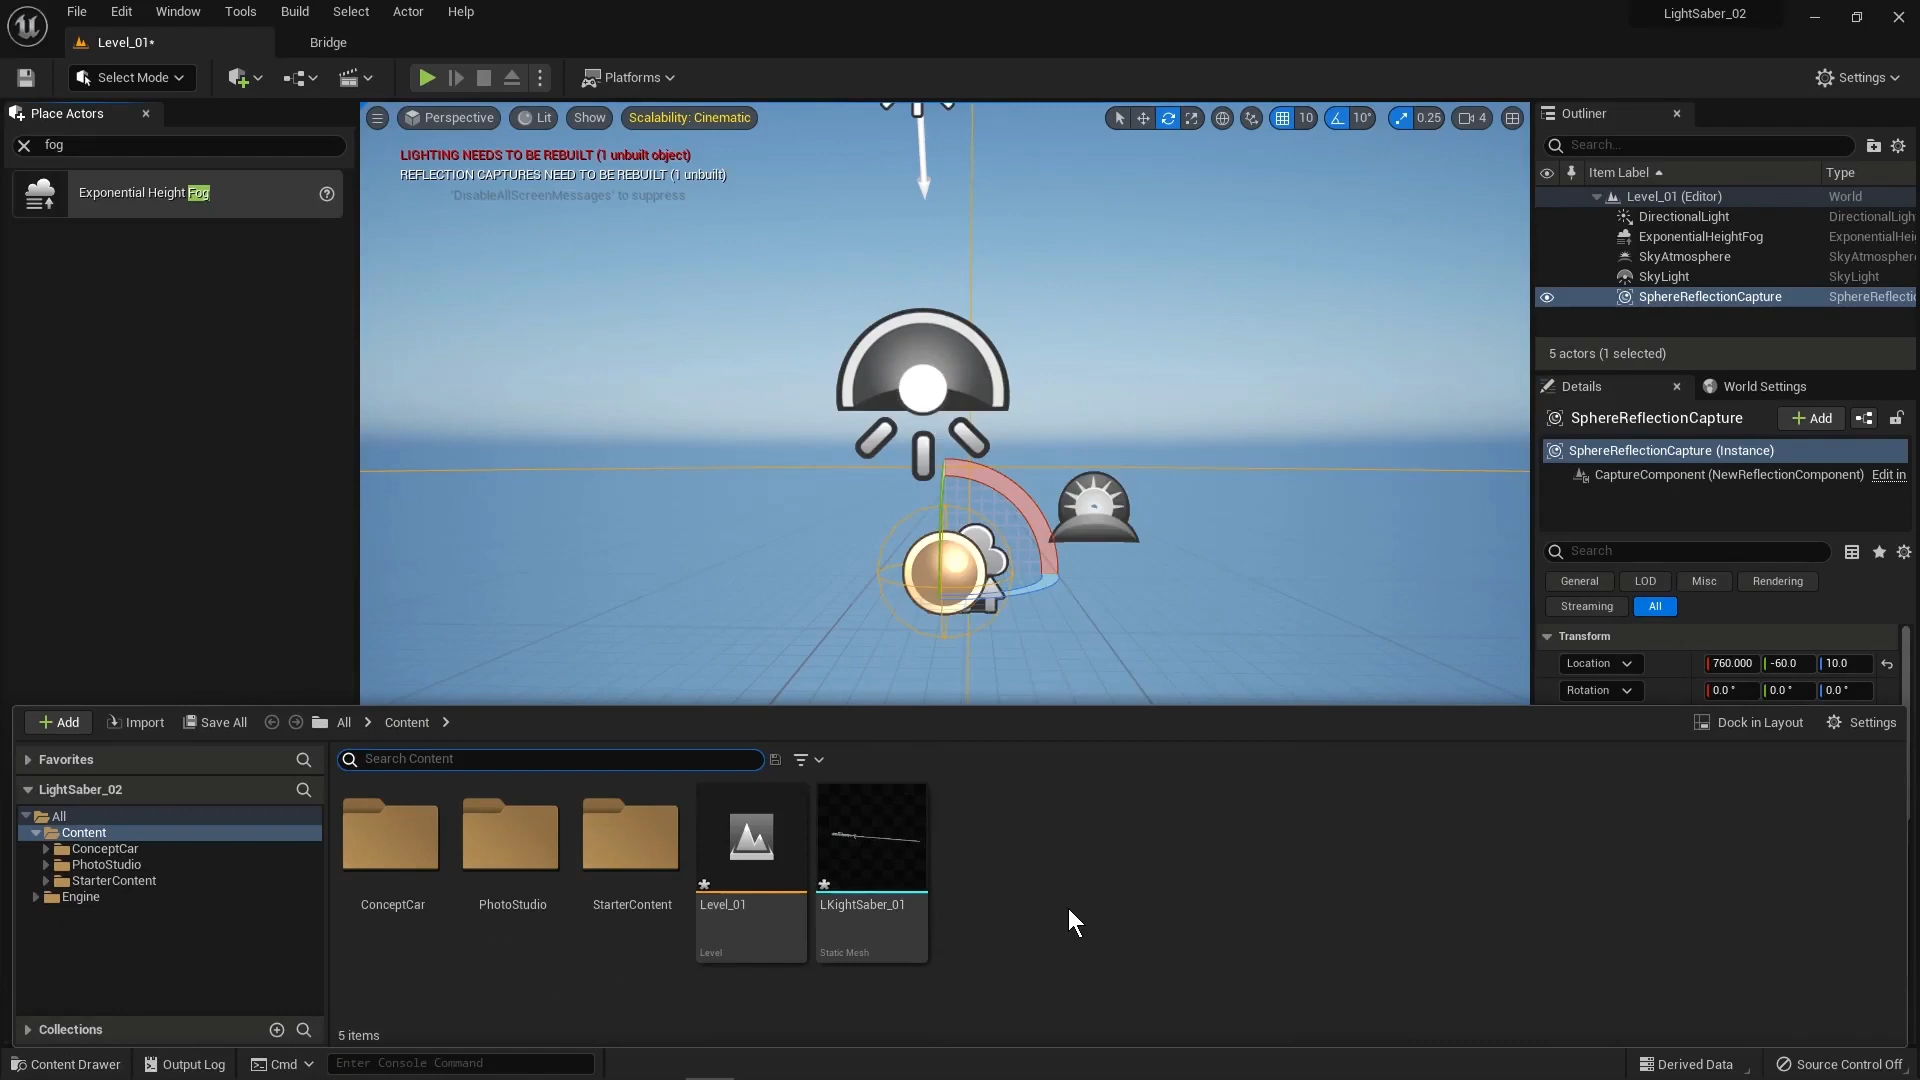 File Edit Window Tools Build Select Actor Help
LightSaber_02
Level_01*
Bridge
Select Mode
Platforms
Settings
Place Actors
fog
Exponential Height Fog
Perspective
Lit
Show
Scalability: Cinematic
10
10°
0.25
4
LIGHTING NEEDS TO BE REBUILT (1 unbuilt object)
REFLECTION CAPTURES NEED TO BE REBUILT (1 unbuilt)
'DisableAllScreenMessages' to suppress
Outliner
Search...
Item Label Type
Level_01 (Editor) World
DirectionalLight DirectionalLigh
ExponentialHeightFog ExponentialHei
SkyAtmosphere SkyAtmospher
SkyLight SkyLight
SphereReflectionCapture SphereReflecti
5 actors (1 selected)
Details
World Settings
SphereReflectionCapture
+ Add
SphereReflectionCapture (Instance)
CaptureComponent (NewReflectionComponent) Edit in
Search
General LOD Misc Rendering
Streaming All
Transform
Location 760.000 -60.0 10.0
Rotation 0.0° 0.0° 0.0°
+ Add Import Save All All Content
Dock in Layout Settings
Favorites
LightSaber_02
All
Content
ConceptCar
PhotoStudio
StarterContent
Engine
Collections
Search Content
ConceptCar
PhotoStudio
StarterContent
Level_01
Level
LKightSaber_01
Static Mesh
5 items
Content Drawer Output Log Cmd Enter Console Command
Derived Data Source Control Off